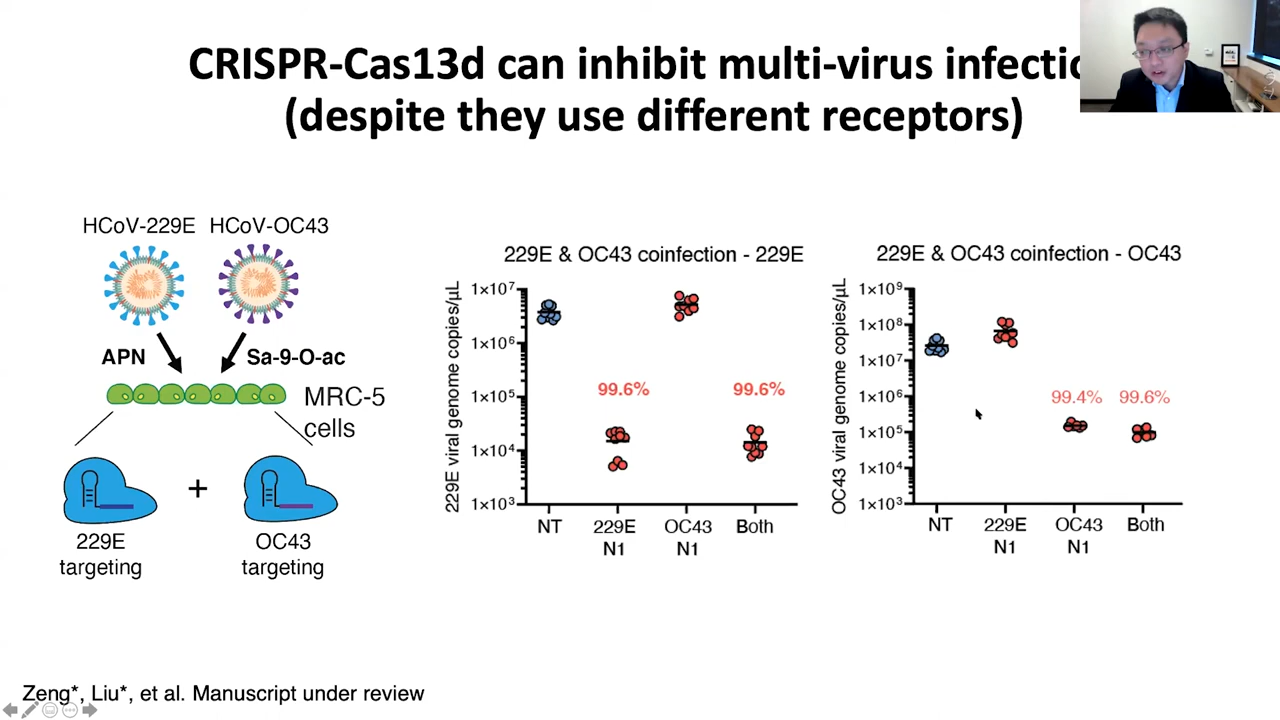 CRISPR-Cas13d can inhibit multi-virus infectio
(despite they use different receptors)
HCoV-229E HCoV-OC43
APN
Sa-9-O-ac
MRC-5
cells
+
229E
targeting
OC43
targeting
229E & OC43 coinfection - 229E
229E viral genome copies/µL
1×10⁷
1×10⁶
1×10⁵
1×10⁴
1×10³
99.6%
99.6%
NT
229E
N1
OC43
N1
Both
229E & OC43 coinfection - OC43
OC43 viral genome copies/µL
1×10⁹
1×10⁸
1×10⁷
1×10⁶
1×10⁵
1×10⁴
1×10³
99.4%
99.6%
NT
229E
N1
OC43
N1
Both
Zeng*, Liu*, et al. Manuscript under review